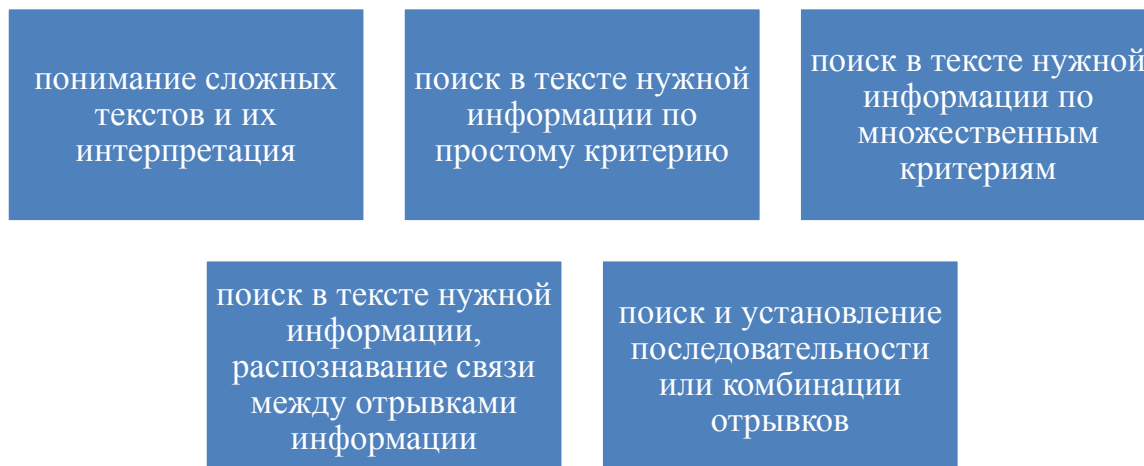 понимание сложных
текстов и их
интерпретация
поиск в тексте нужной
информации по
простому критерию
поиск в тексте нужной
информации по
множественным
критериям
поиск в тексте нужной
информации,
распознавание связи
между отрывками
информации
поиск и установление
последовательности
или комбинации
отрывков